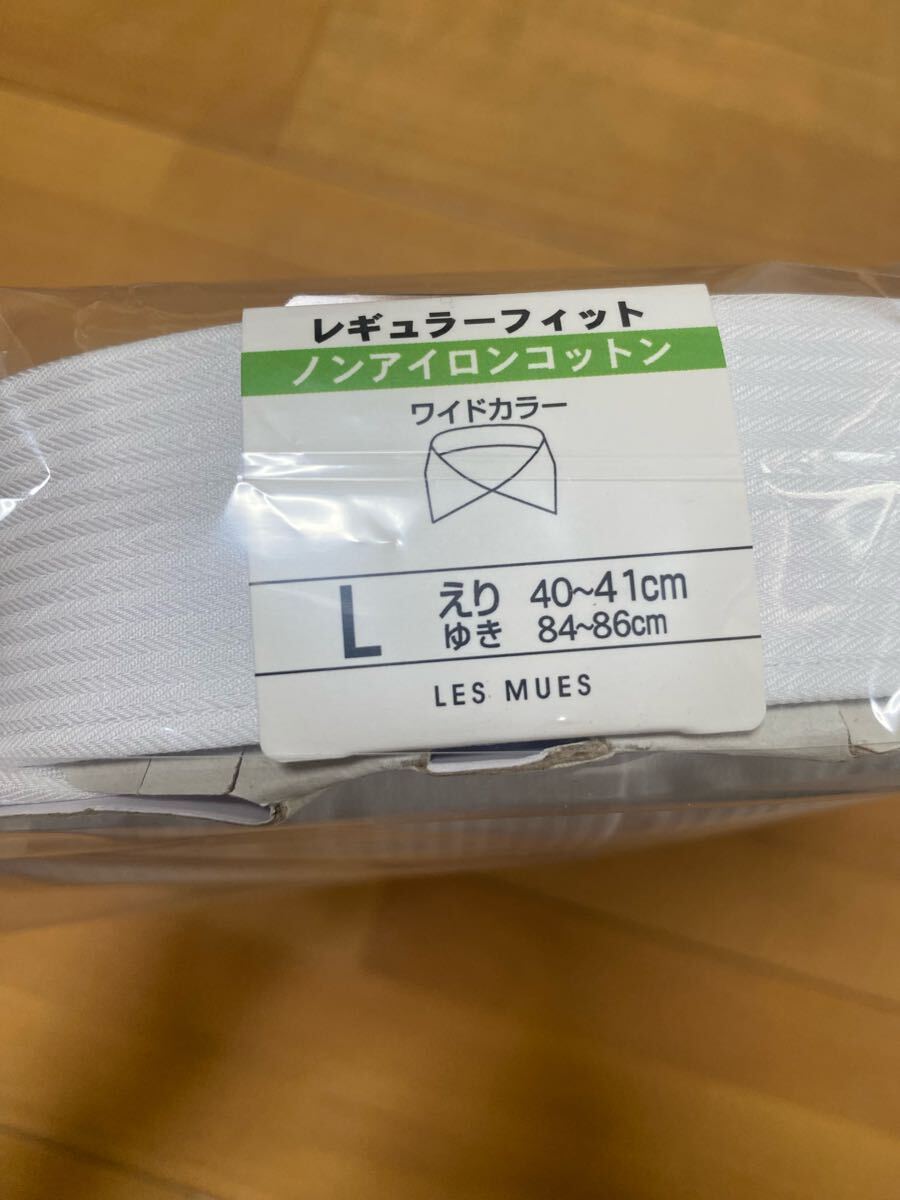 レギュラーフィット
ノンアイロンコットン
ワイドカラー
L えり 40~41cm
ゆき 84~86cm
LES MUES